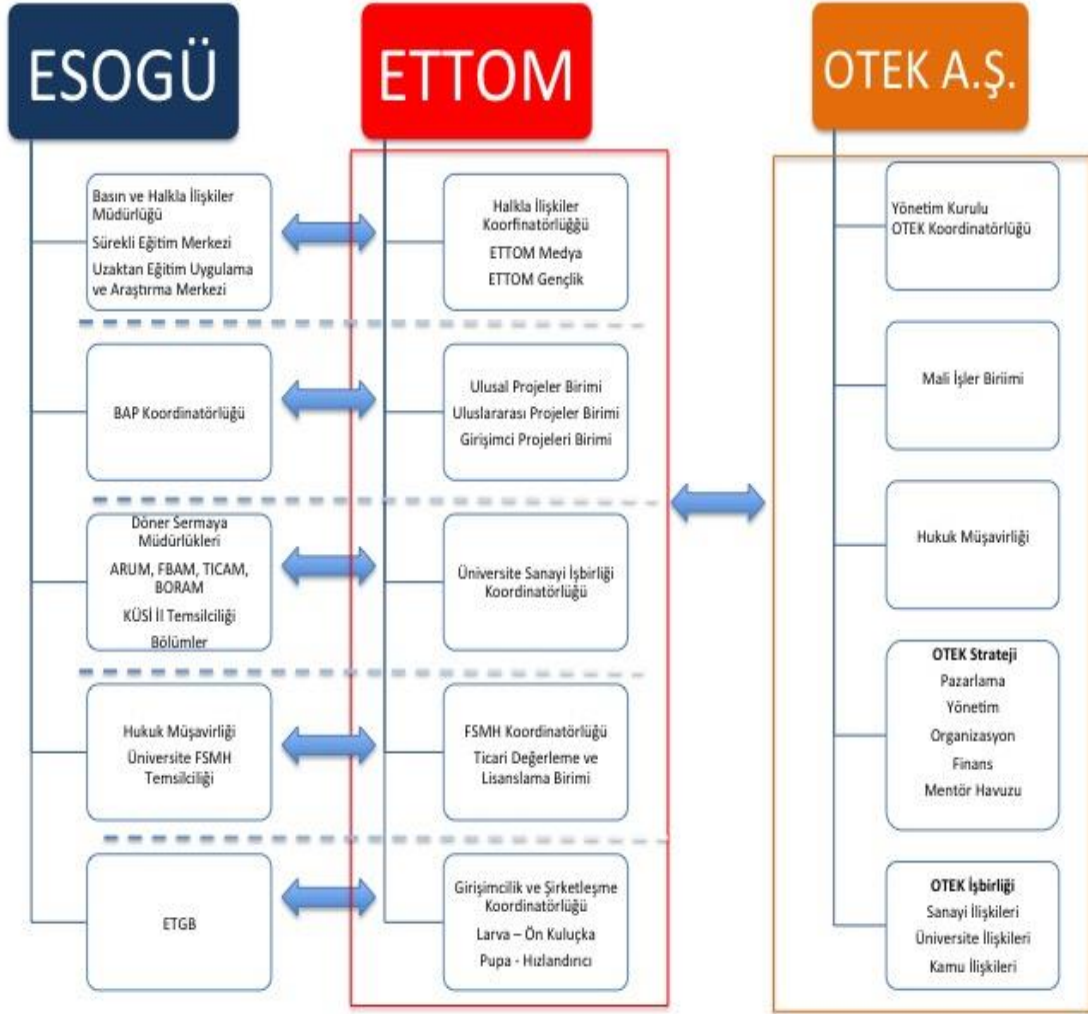 ESOGÜ
ETTOM
OTEK A.Ş.
Basın ve Halkla İlişkiler
Müdürlüğü
Sürekli Eğitim Merkezi
Uzaktan Eğitim Uygulama
ve Araştırma Merkezi
Halkla İlişkiler
Koorfinatörlüğğü
ETTOM Medya
ETTOM Gençlik
Yönetim Kurulu
OTEK Koordinatörlüğü
BAP Koordinatörlüğü
Ulusal Projeler Birimi
Uluslararası Projeler Birimi
Girişimci Projeleri Birimi
Mali İşler Biriimi
Döner Sermaya
Müdürlükleri
ARUM, FBAM, TICAM,
BORAM
KÜSİ İl Temsilciliği
Bölümler
Üniversite Sanayi İşbirliği
Koordinatörlüğü
Hukuk Müşavirliği
Hukuk Müşavirliği
Üniversite FSMH
Temsilciliği
FSMH Koordinatörlüğü
Ticari Değerleme ve
Lisanslama Birimi
OTEK Strateji
Pazarlama
Yönetim
Organizasyon
Finans
Mentör Havuzu
ETGB
Girişimcilik ve Şirketleşme
Koordinatörlüğü
Larva – Ön Kuluçka
Pupa - Hızlandırıcı
OTEK İşbirliği
Sanayi İlişkileri
Üniversite İlişkileri
Kamu İlişkileri